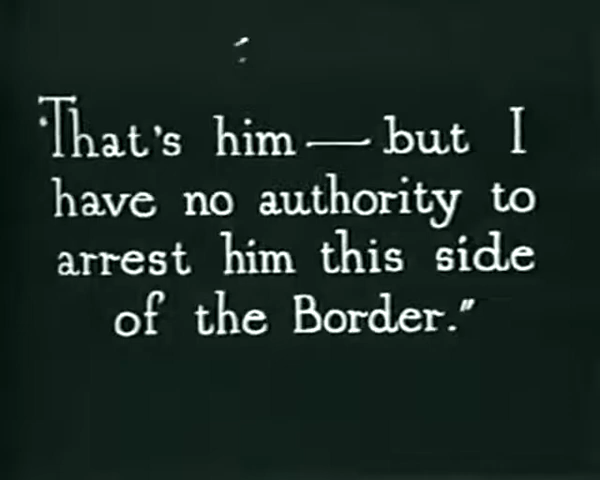 "That's him — but I
have no authority to
arrest him this side
of the Border."